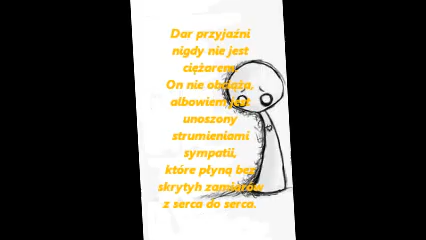 Dar przyjaźni
nigdy nie jest
ciężarem.
On nie obciąża,
albowiem jest
unoszony
strumieniami
sympatii,
które płyną bez
skrytyh zamiarów
z serca do serca.